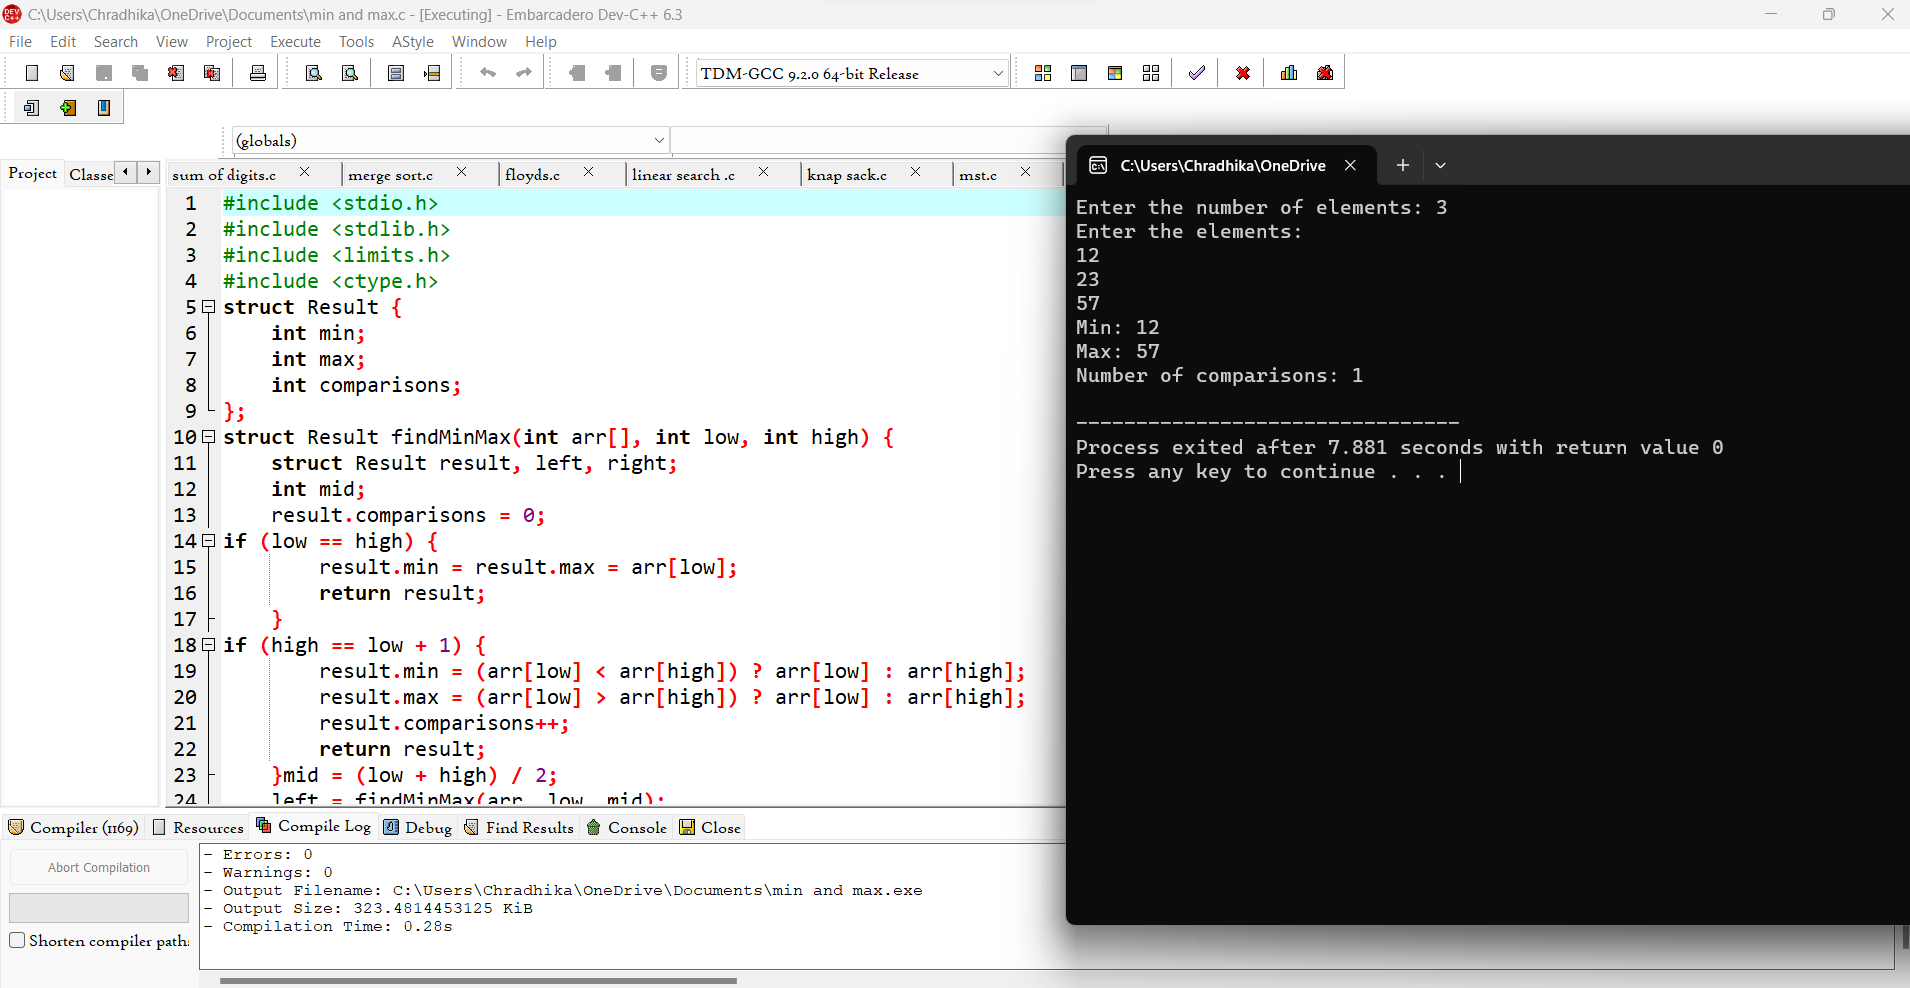 C:\Users\Chradhika\OneDrive\Documents\min and max.c - [Executing] - Embarcadero Dev-C++ 6.3
File Edit Search View Project Execute Tools AStyle Window Help
TDM-GCC 9.2.0 64-bit Release
(globals)
Project Classe
sum of digits.c merge sort.c floyds.c linear search .c knap sack.c mst.c
1 #include <stdio.h>
2 #include <stdlib.h>
3 #include <limits.h>
4 #include <ctype.h>
5 struct Result {
6 int min;
7 int max;
8 int comparisons;
9 };
10 struct Result findMinMax(int arr[], int low, int high) {
11 struct Result result, left, right;
12 int mid;
13 result.comparisons = 0;
14 if (low == high) {
15 result.min = result.max = arr[low];
16 return result;
17 }
18 if (high == low + 1) {
19 result.min = (arr[low] < arr[high]) ? arr[low] : arr[high];
20 result.max = (arr[low] > arr[high]) ? arr[low] : arr[high];
21 result.comparisons++;
22 return result;
23 }mid = (low + high) / 2;
24 left = findMinMax(arr, low, mid);
C:\Users\Chradhika\OneDrive
Enter the number of elements: 3
Enter the elements:
12
23
57
Min: 12
Max: 57
Number of comparisons: 1
--------------------------------
Process exited after 7.881 seconds with return value 0
Press any key to continue . . .
Compiler (1169) Resources Compile Log Debug Find Results Console Close
Abort Compilation
Shorten compiler path
- Errors: 0
- Warnings: 0
- Output Filename: C:\Users\Chradhika\OneDrive\Documents\min and max.exe
- Output Size: 323.4814453125 KiB
- Compilation Time: 0.28s